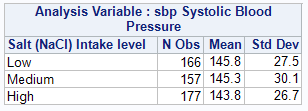 Analysis Variable : sbp Systolic Blood
Pressure
Salt (NaCl) Intake level N Obs Mean Std Dev
Low 166 145.8 27.5
Medium 157 145.3 30.1
High 177 143.8 26.7